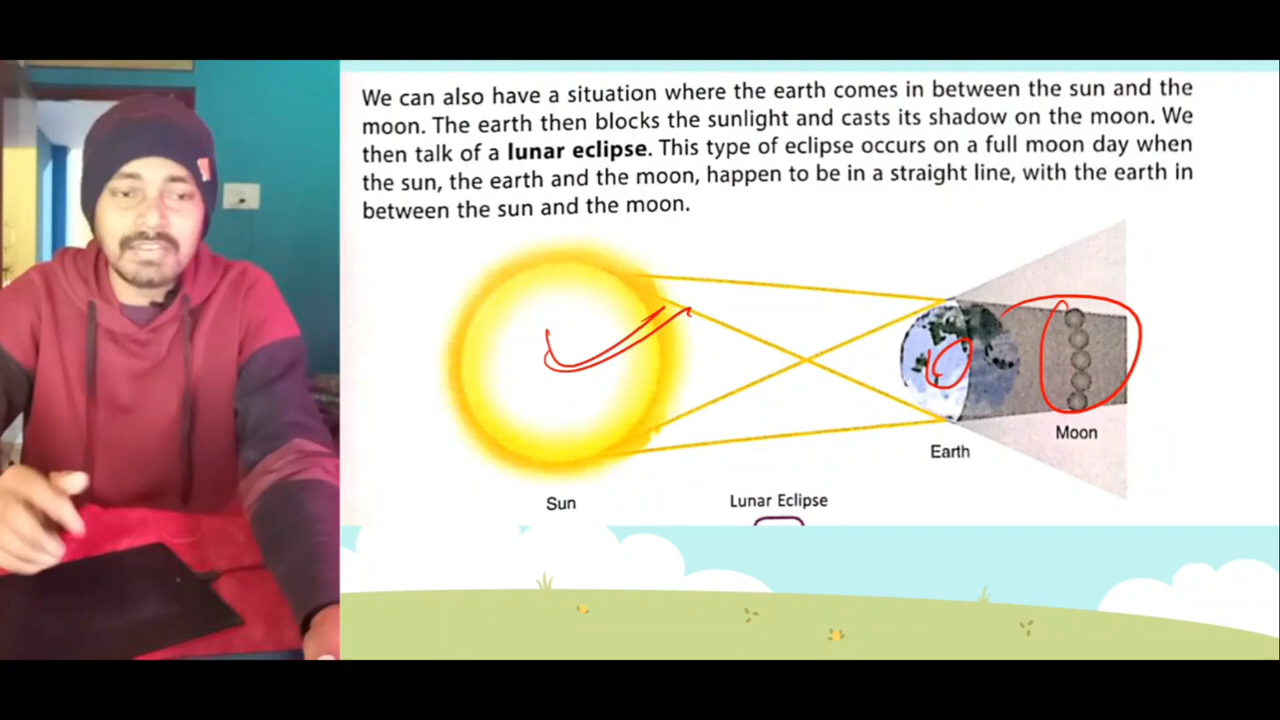 We can also have a situation where the earth comes in between the sun and the
moon. The earth then blocks the sunlight and casts its shadow on the moon. We
then talk of a lunar eclipse. This type of eclipse occurs on a full moon day when
the sun, the earth and the moon, happen to be in a straight line, with the earth in
between the sun and the moon.
Moon
Earth
Sun
Lunar Eclipse